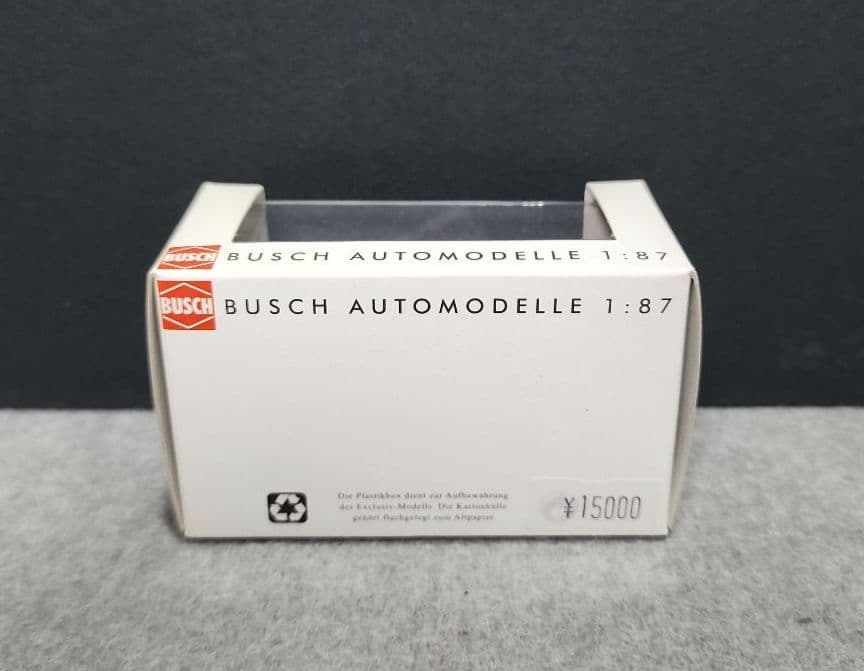 BUSCH BUSCH AUTOMODELLE 1:87
BUSCH BUSCH AUTOMODELLE 1:87
Die Plastikbox dient zur Aufbewahrung
des Exclusiv-Modells. Die Kartonhülle
gehört flachgelegt zum Altpapier
¥15000